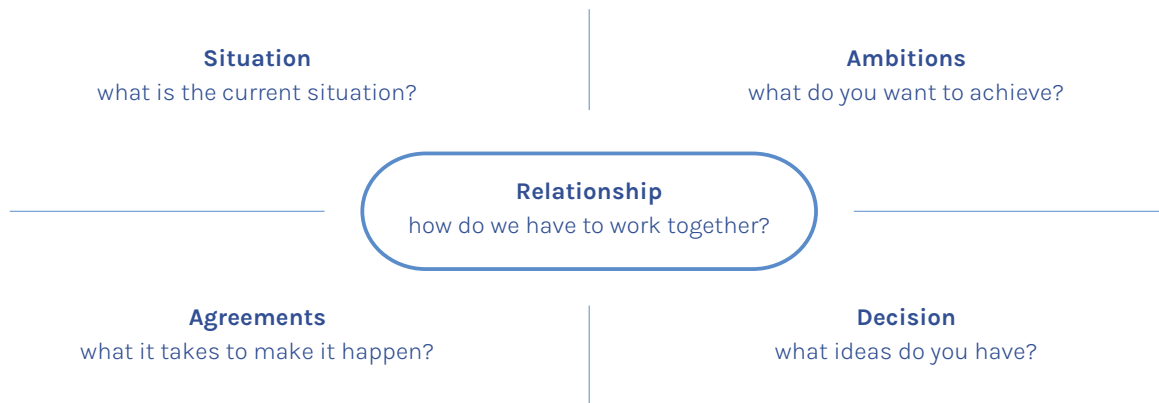 Situation
what is the current situation?
Ambitions
what do you want to achieve?
Relationship
how do we have to work together?
Agreements
what it takes to make it happen?
Decision
what ideas do you have?